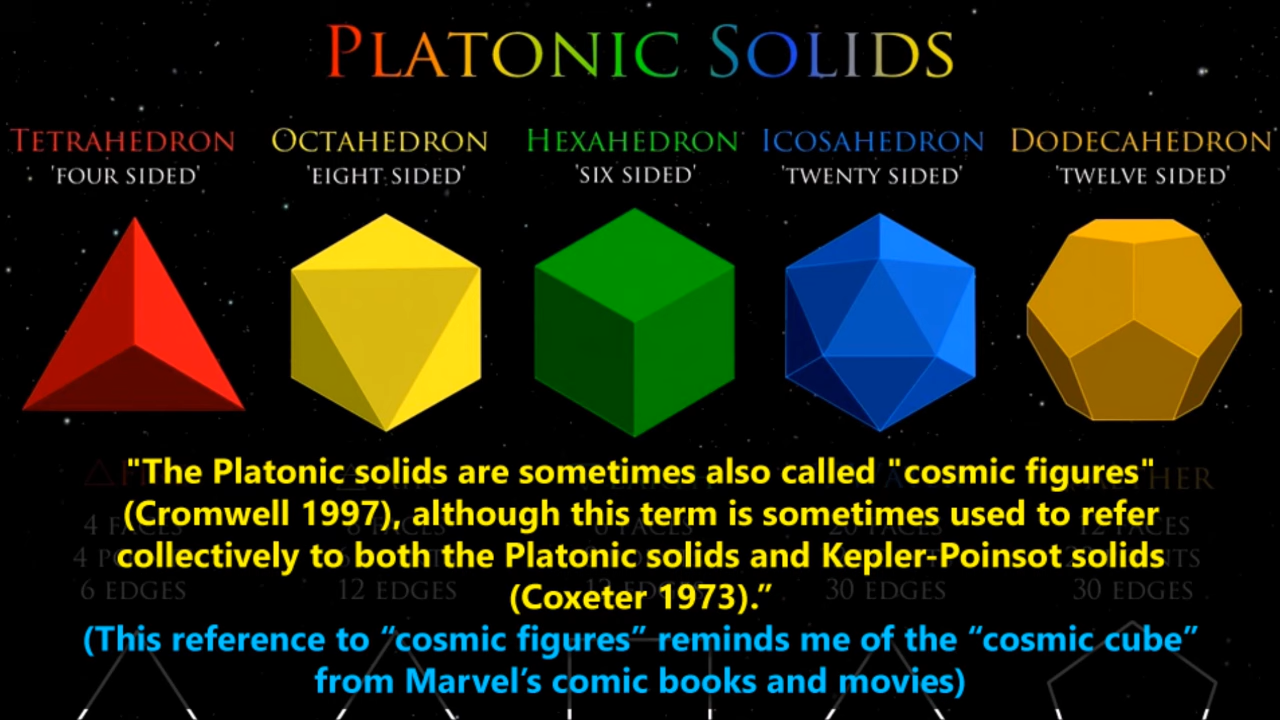 PLATONIC SOLIDS
TETRAHEDRON OCTAHEDRON HEXAHEDRON ICOSAHEDRON DODECAHEDRON
'FOUR SIDED' 'EIGHT SIDED' 'SIX SIDED' 'TWENTY SIDED' 'TWELVE SIDED'
"The Platonic solids are sometimes also called "cosmic figures"
(Cromwell 1997), although this term is sometimes used to refer
collectively to both the Platonic solids and Kepler-Poinsot solids
(Coxeter 1973).”
4 FACES
6 EDGES 12 EDGES 12 EDGES 30 EDGES 30 EDGES
(This reference to “cosmic figures” reminds me of the “cosmic cube”
from Marvel’s comic books and movies)